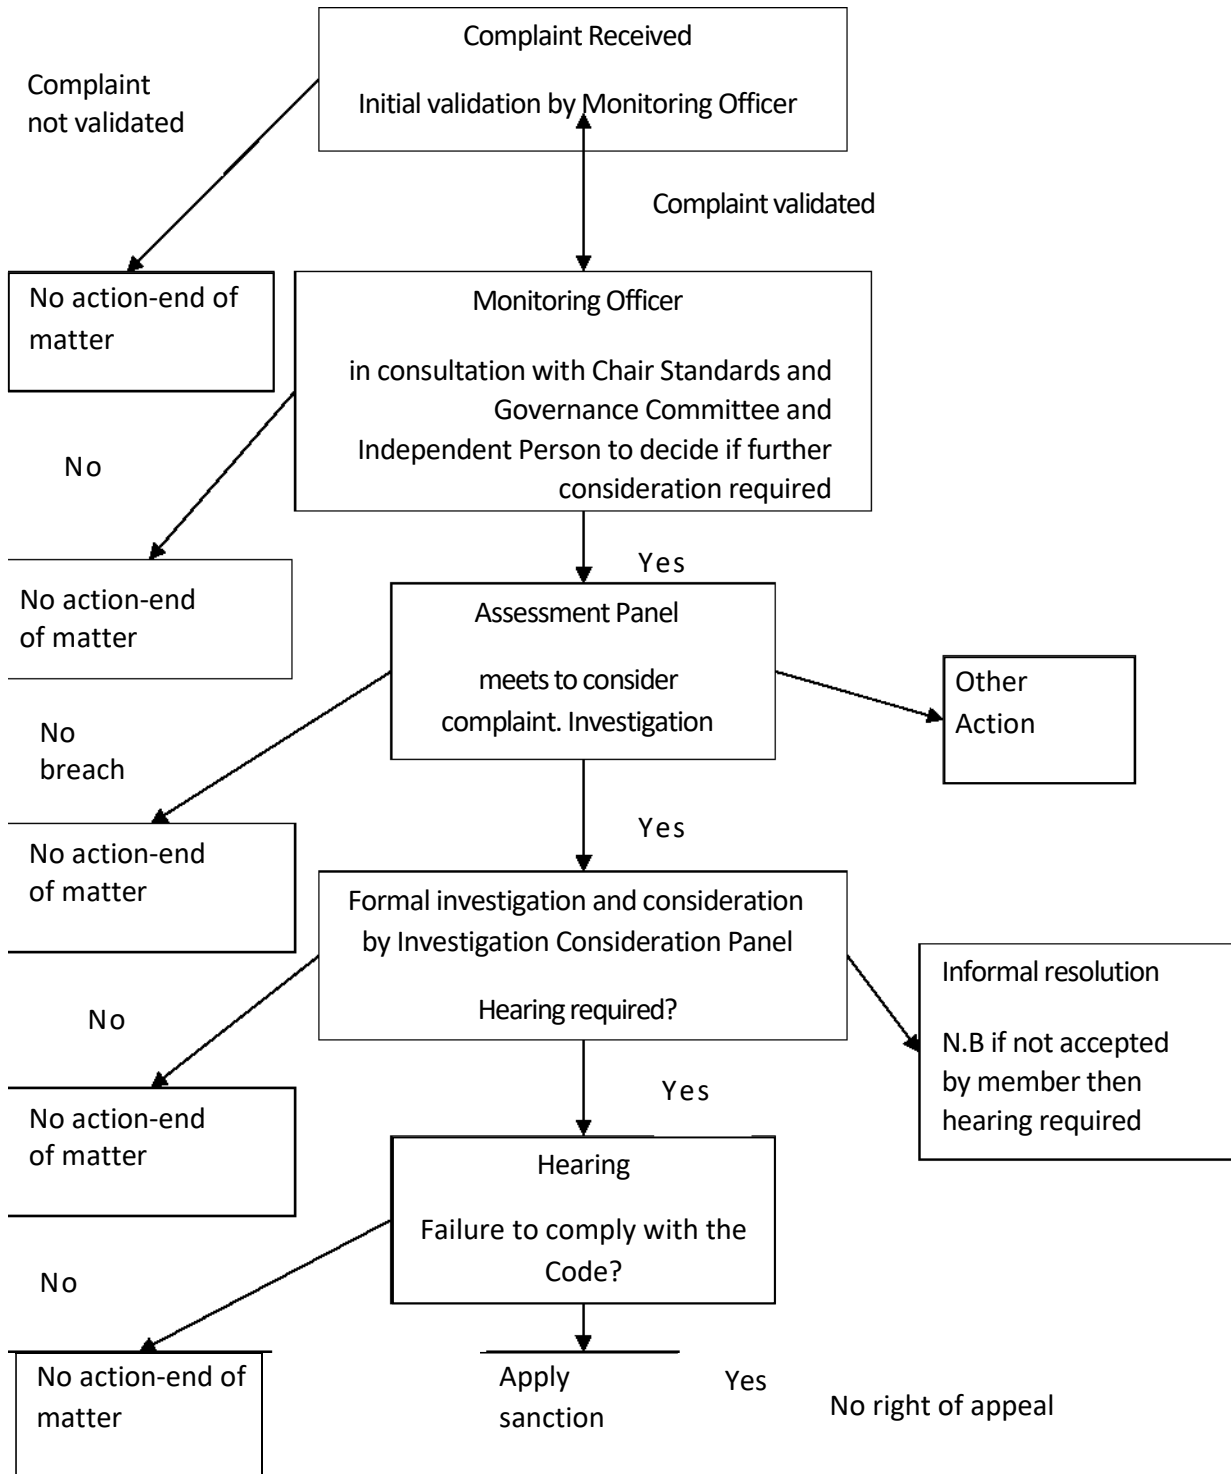 Complaint Received
Initial validation by Monitoring Officer
Complaint
not validated
Complaint validated
No action-end of
matter
Monitoring Officer
in consultation with Chair Standards and
Governance Committee and
Independent Person to decide if further
consideration required
No
Yes
No action-end
of matter
Assessment Panel
meets to consider
complaint. Investigation
Other
Action
No
breach
Yes
No action-end
of matter
Formal investigation and consideration
by Investigation Consideration Panel
Hearing required?
Informal resolution
N.B if not accepted
by member then
hearing required
No
Yes
No action-end
of matter
Hearing
Failure to comply with the
Code?
No
No action-end of
matter
Apply
sanction
Yes
No right of appeal